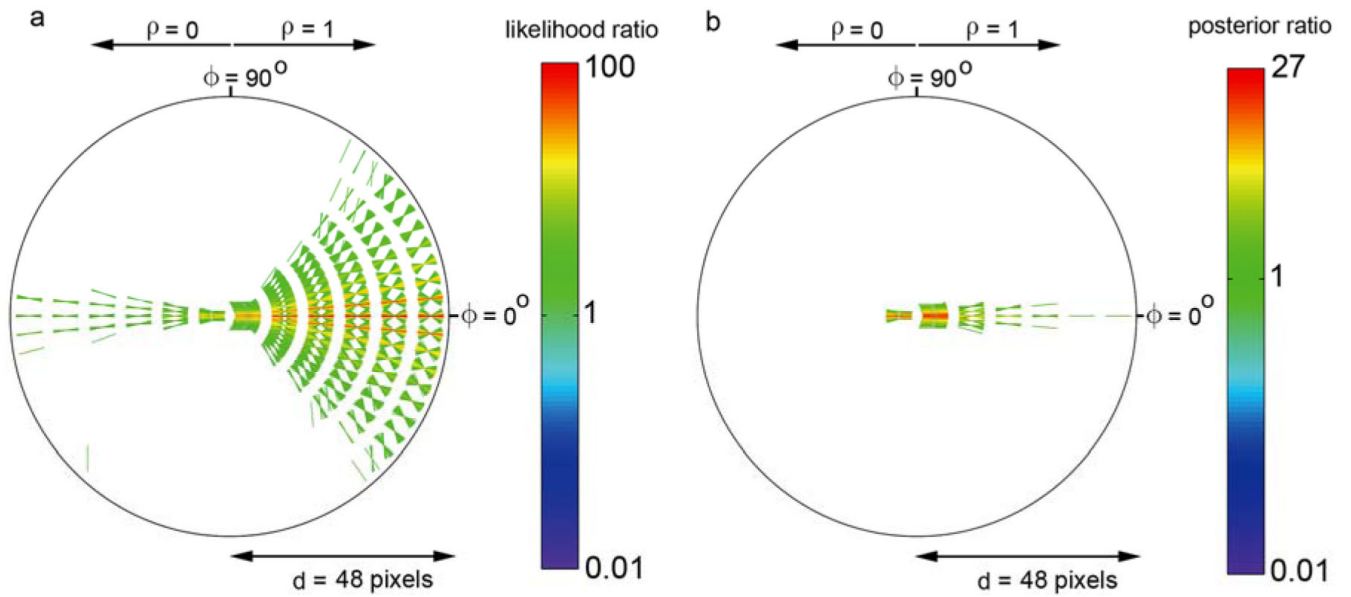 a
ρ = 0 ρ = 1
likelihood ratio
ϕ = 90°
100
1
0.01
ϕ = 0°
d = 48 pixels
b
ρ = 0 ρ = 1
posterior ratio
ϕ = 90°
27
1
0.01
ϕ = 0°
d = 48 pixels